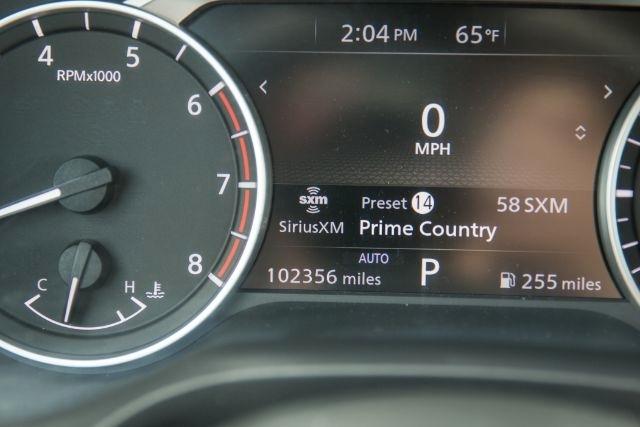 2:04 PM 65°F
4 5 6 7 8
RPMx1000
0
MPH
sxm
SiriusXM
Preset 14 58 SXM
Prime Country
AUTO
102356 miles P 255 miles
C H